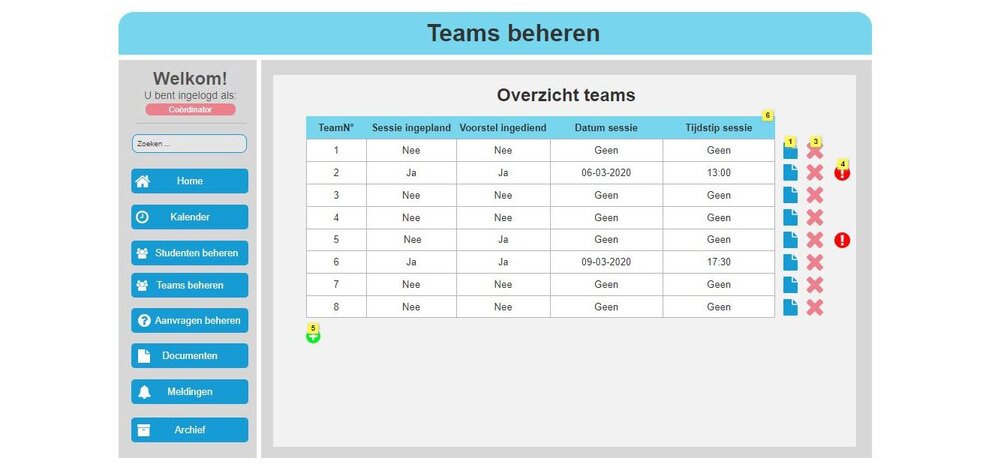 Teams beheren
Welkom!
U bent ingelogd als:
Coördinator
Zoeken ...
Home
Kalender
Studenten beheren
Teams beheren
Aanvragen beheren
Documenten
Meldingen
Archief
Overzicht teams
6
TeamN° Sessie ingepland Voorstel ingediend Datum sessie Tijdstip sessie
1 Nee Nee Geen Geen 1 3
2 Ja Ja 06-03-2020 13:00 4
3 Nee Nee Geen Geen
4 Nee Nee Geen Geen
5 Nee Ja Geen Geen
6 Ja Ja 09-03-2020 17:30
7 Nee Nee Geen Geen
8 Nee Nee Geen Geen
5